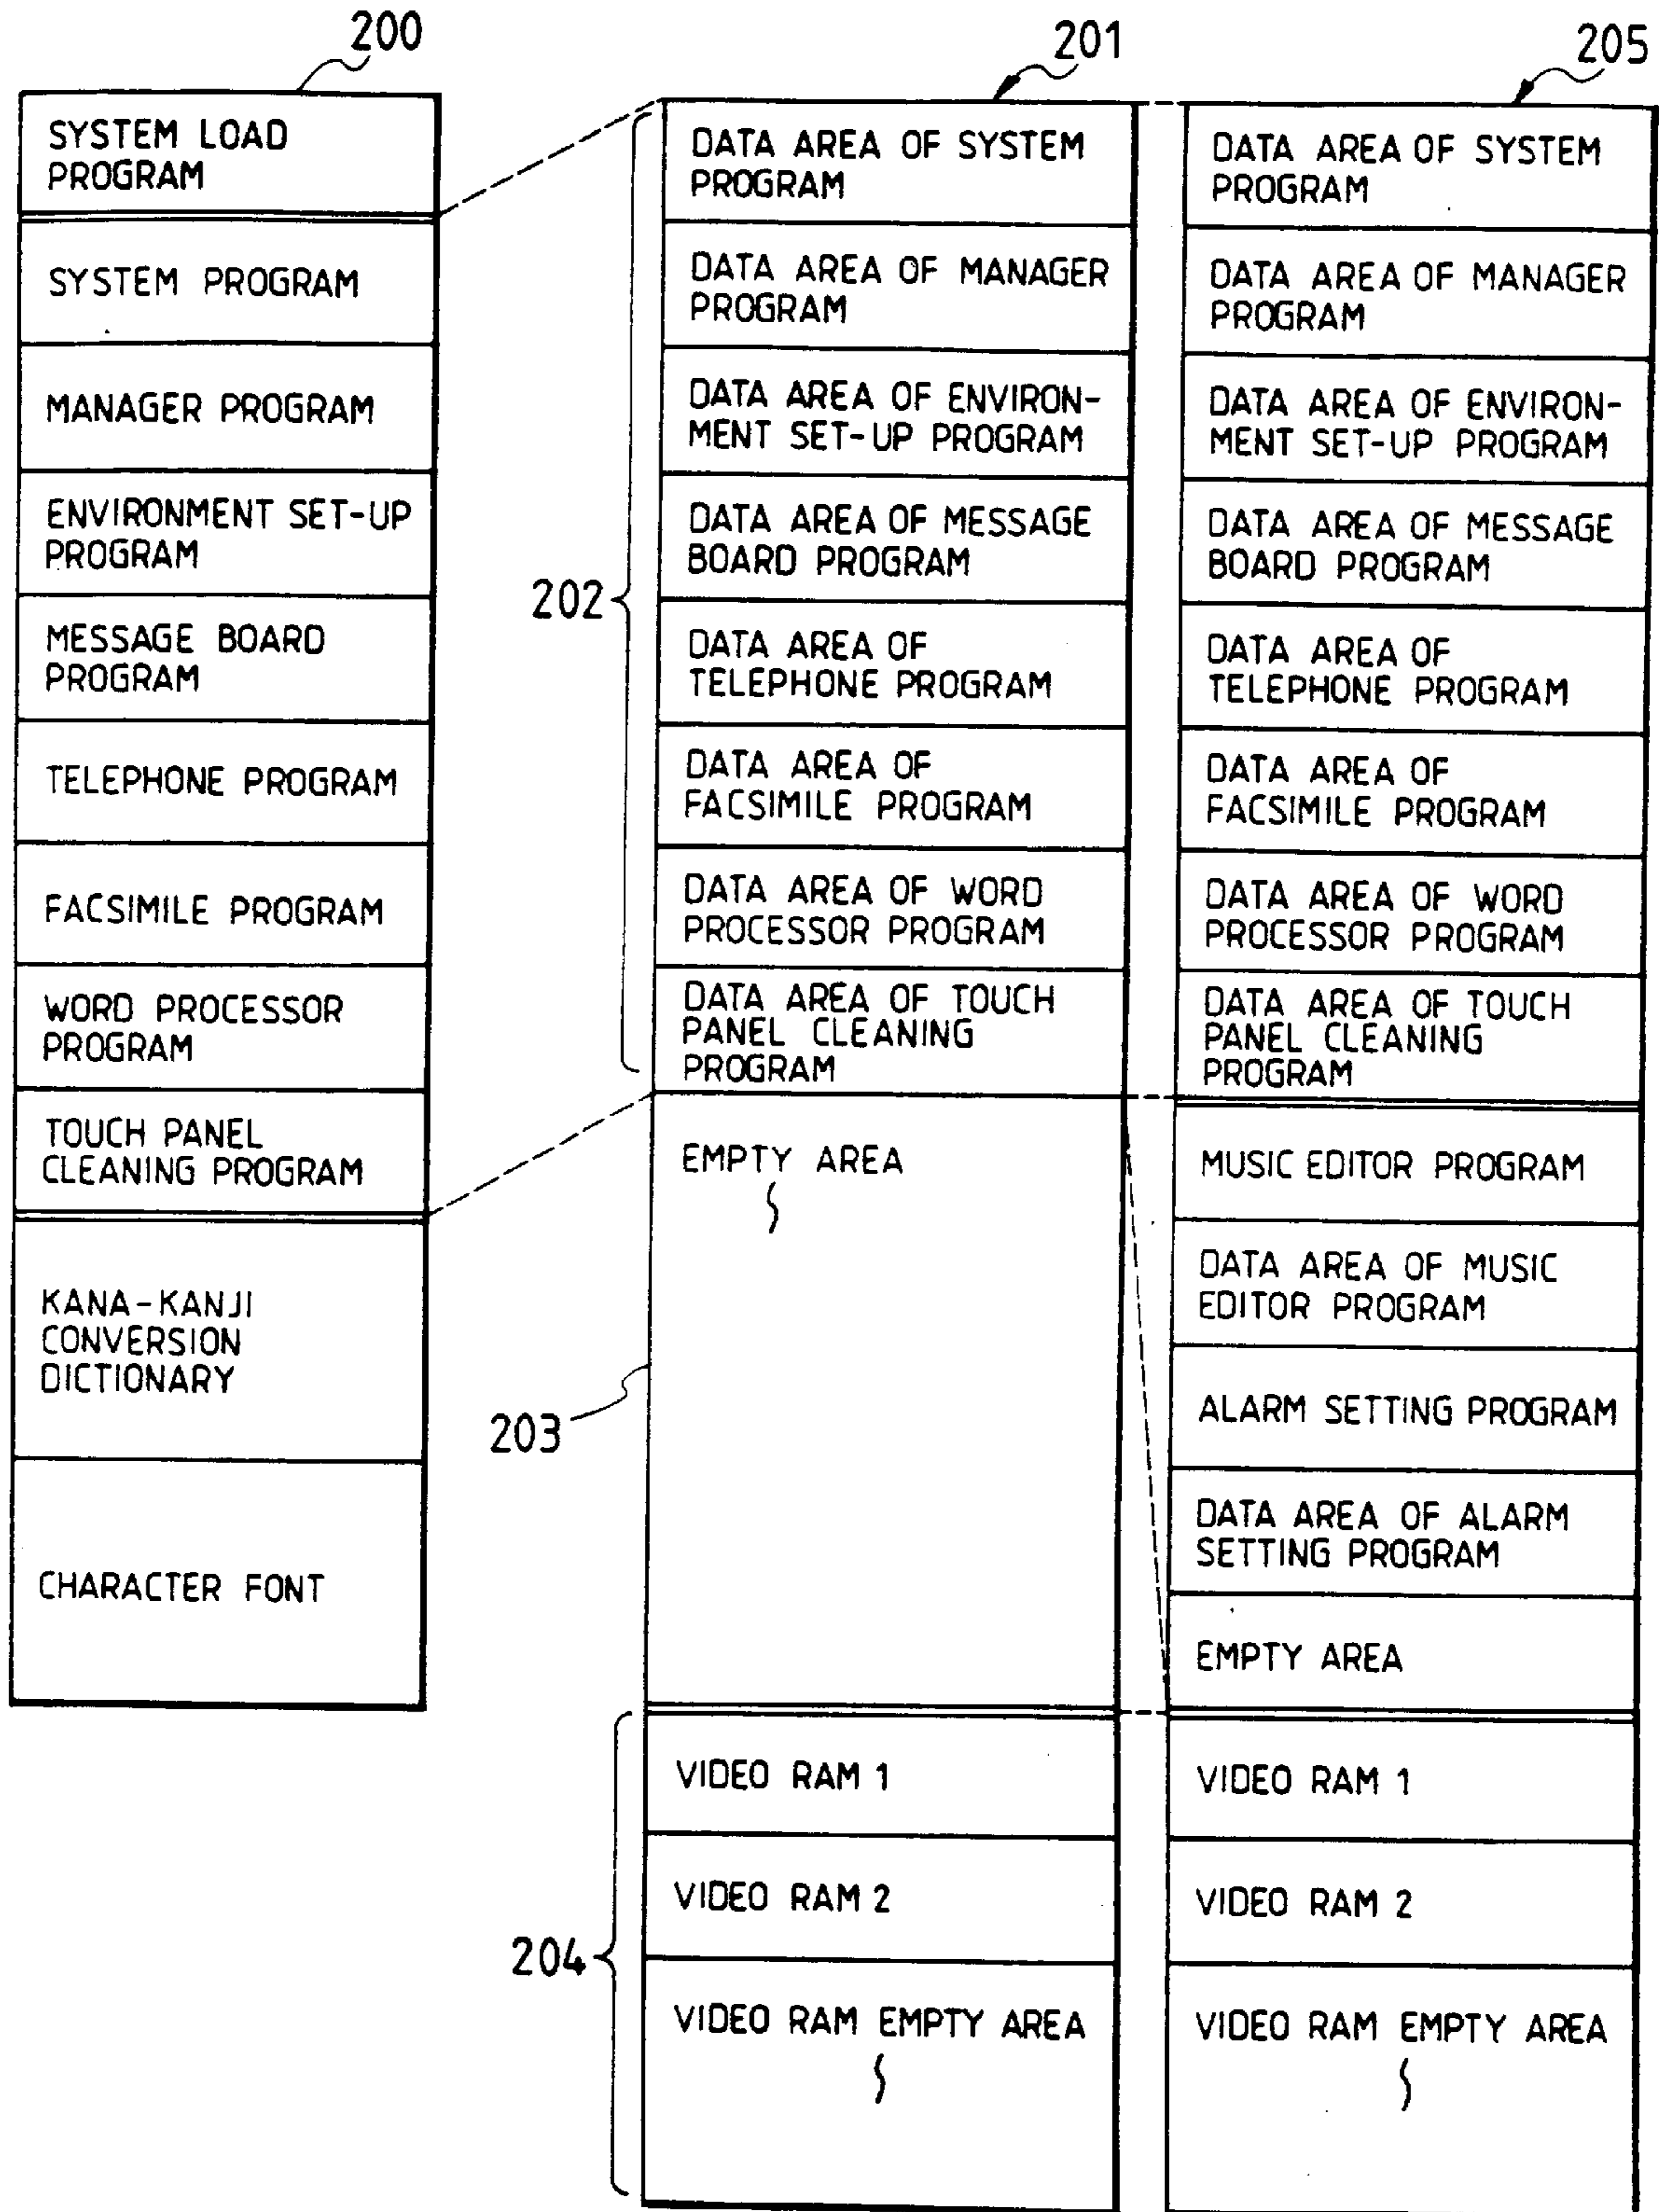 200
SYSTEM LOAD
PROGRAM
SYSTEM PROGRAM
MANAGER PROGRAM
ENVIRONMENT SET-UP
PROGRAM
MESSAGE BOARD
PROGRAM
TELEPHONE PROGRAM
FACSIMILE PROGRAM
WORD PROCESSOR
PROGRAM
TOUCH PANEL
CLEANING PROGRAM
KANA-KANJI
CONVERSION
DICTIONARY
CHARACTER FONT
201
202
DATA AREA OF SYSTEM
PROGRAM
DATA AREA OF MANAGER
PROGRAM
DATA AREA OF ENVIRON-
MENT SET-UP PROGRAM
DATA AREA OF MESSAGE
BOARD PROGRAM
DATA AREA OF
TELEPHONE PROGRAM
DATA AREA OF
FACSIMILE PROGRAM
DATA AREA OF WORD
PROCESSOR PROGRAM
DATA AREA OF TOUCH
PANEL CLEANING
PROGRAM
203
EMPTY AREA
204
VIDEO RAM 1
VIDEO RAM 2
VIDEO RAM EMPTY AREA
205
DATA AREA OF SYSTEM
PROGRAM
DATA AREA OF MANAGER
PROGRAM
DATA AREA OF ENVIRON-
MENT SET-UP PROGRAM
DATA AREA OF MESSAGE
BOARD PROGRAM
DATA AREA OF
TELEPHONE PROGRAM
DATA AREA OF
FACSIMILE PROGRAM
DATA AREA OF WORD
PROCESSOR PROGRAM
DATA AREA OF TOUCH
PANEL CLEANING
PROGRAM
MUSIC EDITOR PROGRAM
DATA AREA OF MUSIC
EDITOR PROGRAM
ALARM SETTING PROGRAM
DATA AREA OF ALARM
SETTING PROGRAM
EMPTY AREA
VIDEO RAM 1
VIDEO RAM 2
VIDEO RAM EMPTY AREA